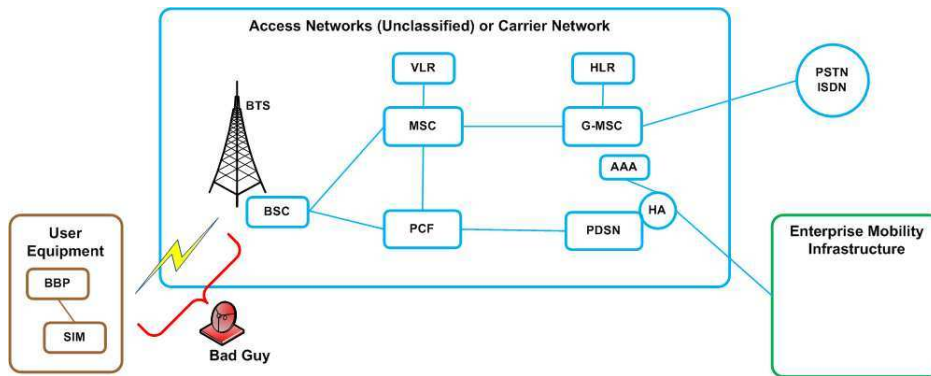 Access Networks (Unclassified) or Carrier Network
VLR
HLR
PSTN
ISDN
BTS
MSC
G-MSC
AAA
BSC
PCF
PDSN
HA
User
Equipment
BBP
SIM
Enterprise Mobility
Infrastructure
Bad Guy